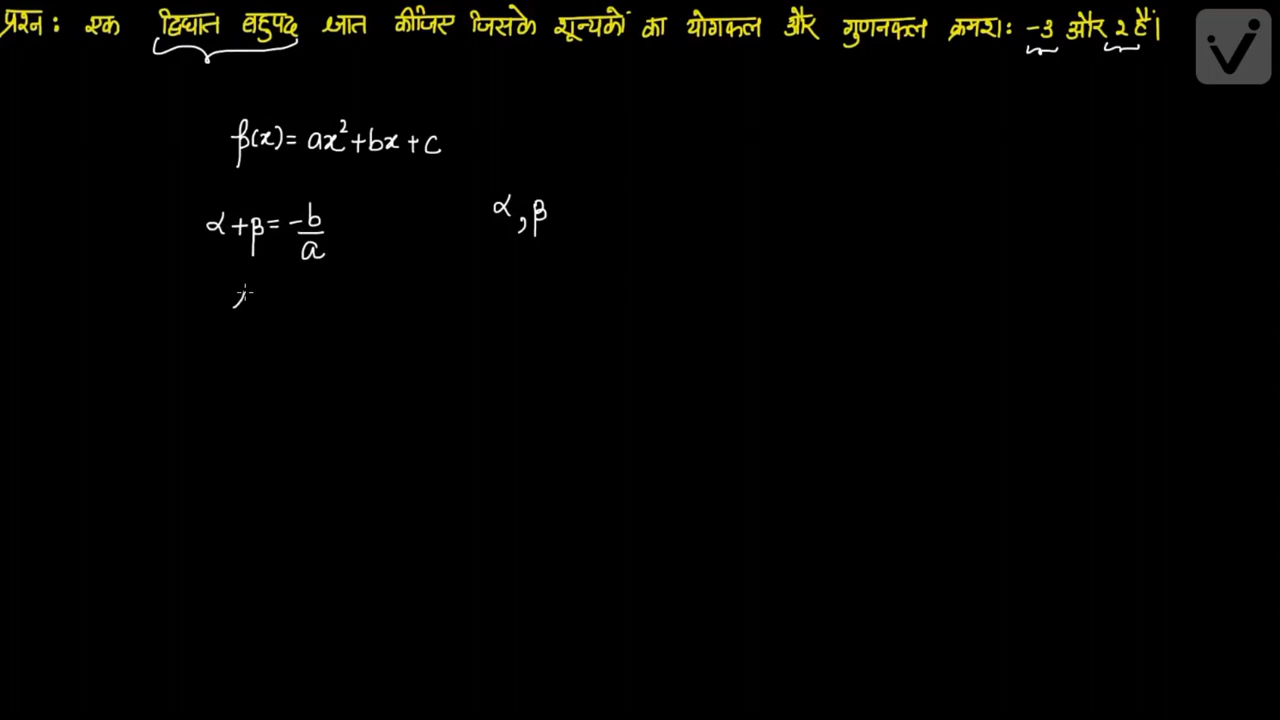 प्रश्न: एक द्विघात बहुपद ज्ञात कीजिए जिसके शून्यकों का योगफल और गुणनफल क्रमश: -3 और 2 हैं।
p(x) = ax² + bx + c
α + β = -b/a
α, β